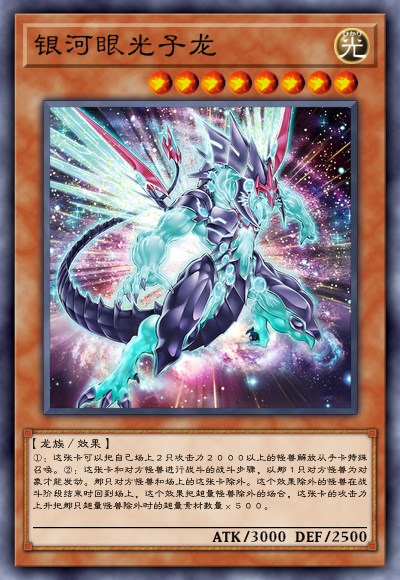 银河眼光子龙
ひかり
光
【龙族/效果】
①：这张卡可以把自己场上2只攻击力2000以上的怪兽解放从手卡特殊
召唤。②：这张卡和对方怪兽进行战斗的战斗步骤，以那1只对方怪兽为对
象才能发动。那只对方怪兽和场上的这张卡除外。这个效果除外的怪兽在战
斗阶段结束时回到场上，这个效果把超量怪兽除外的场合，这张卡的攻击力
上升把那只超量怪兽除外时的超量素材数量×500。
ATK/3000 DEF/2500